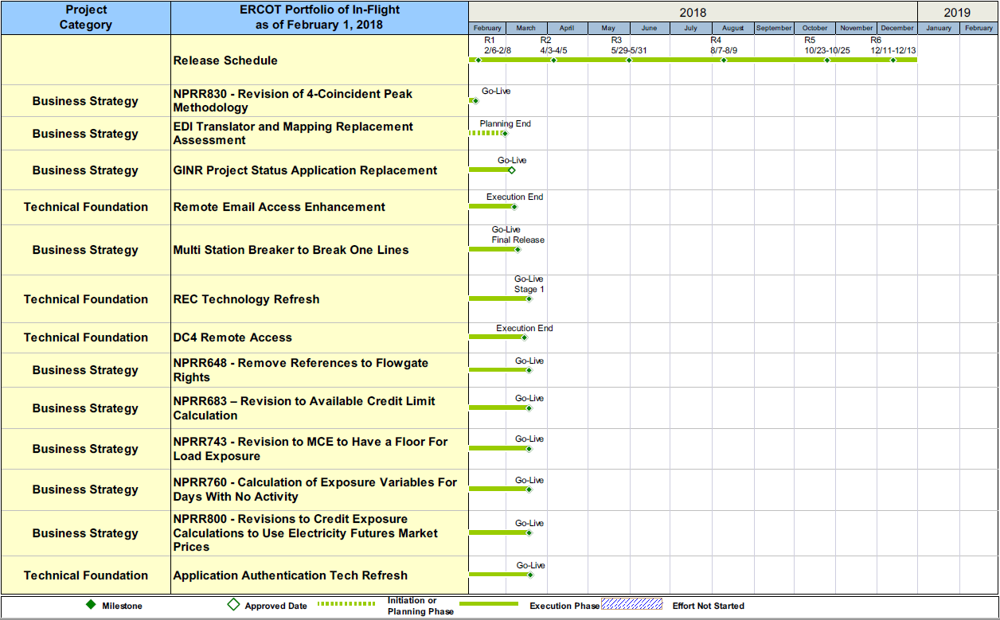 Project
Category
ERCOT Portfolio of In-Flight
as of February 1, 2018
2018
2019
February
March
April
May
June
July
August
September
October
November
December
January
February
Release Schedule
R1
2/6-2/8
R2
4/3-4/5
R3
5/29-5/31
R4
8/7-8/9
R5
10/23-10/25
R6
12/11-12/13
Business Strategy
NPRR830 - Revision of 4-Coincident Peak
Methodology
Go-Live
Business Strategy
EDI Translator and Mapping Replacement
Assessment
Planning End
Business Strategy
GINR Project Status Application Replacement
Go-Live
Technical Foundation
Remote Email Access Enhancement
Execution End
Business Strategy
Multi Station Breaker to Break One Lines
Go-Live
Final Release
Technical Foundation
REC Technology Refresh
Go-Live
Stage 1
Technical Foundation
DC4 Remote Access
Execution End
Business Strategy
NPRR648 - Remove References to Flowgate
Rights
Go-Live
Business Strategy
NPRR683 – Revision to Available Credit Limit
Calculation
Go-Live
Business Strategy
NPRR743 - Revision to MCE to Have a Floor For
Load Exposure
Go-Live
Business Strategy
NPRR760 - Calculation of Exposure Variables For
Days With No Activity
Go-Live
Business Strategy
NPRR800 - Revisions to Credit Exposure
Calculations to Use Electricity Futures Market
Prices
Go-Live
Technical Foundation
Application Authentication Tech Refresh
Go-Live
Milestone
Approved Date
Initiation or
Planning Phase
Execution Phase
Effort Not Started